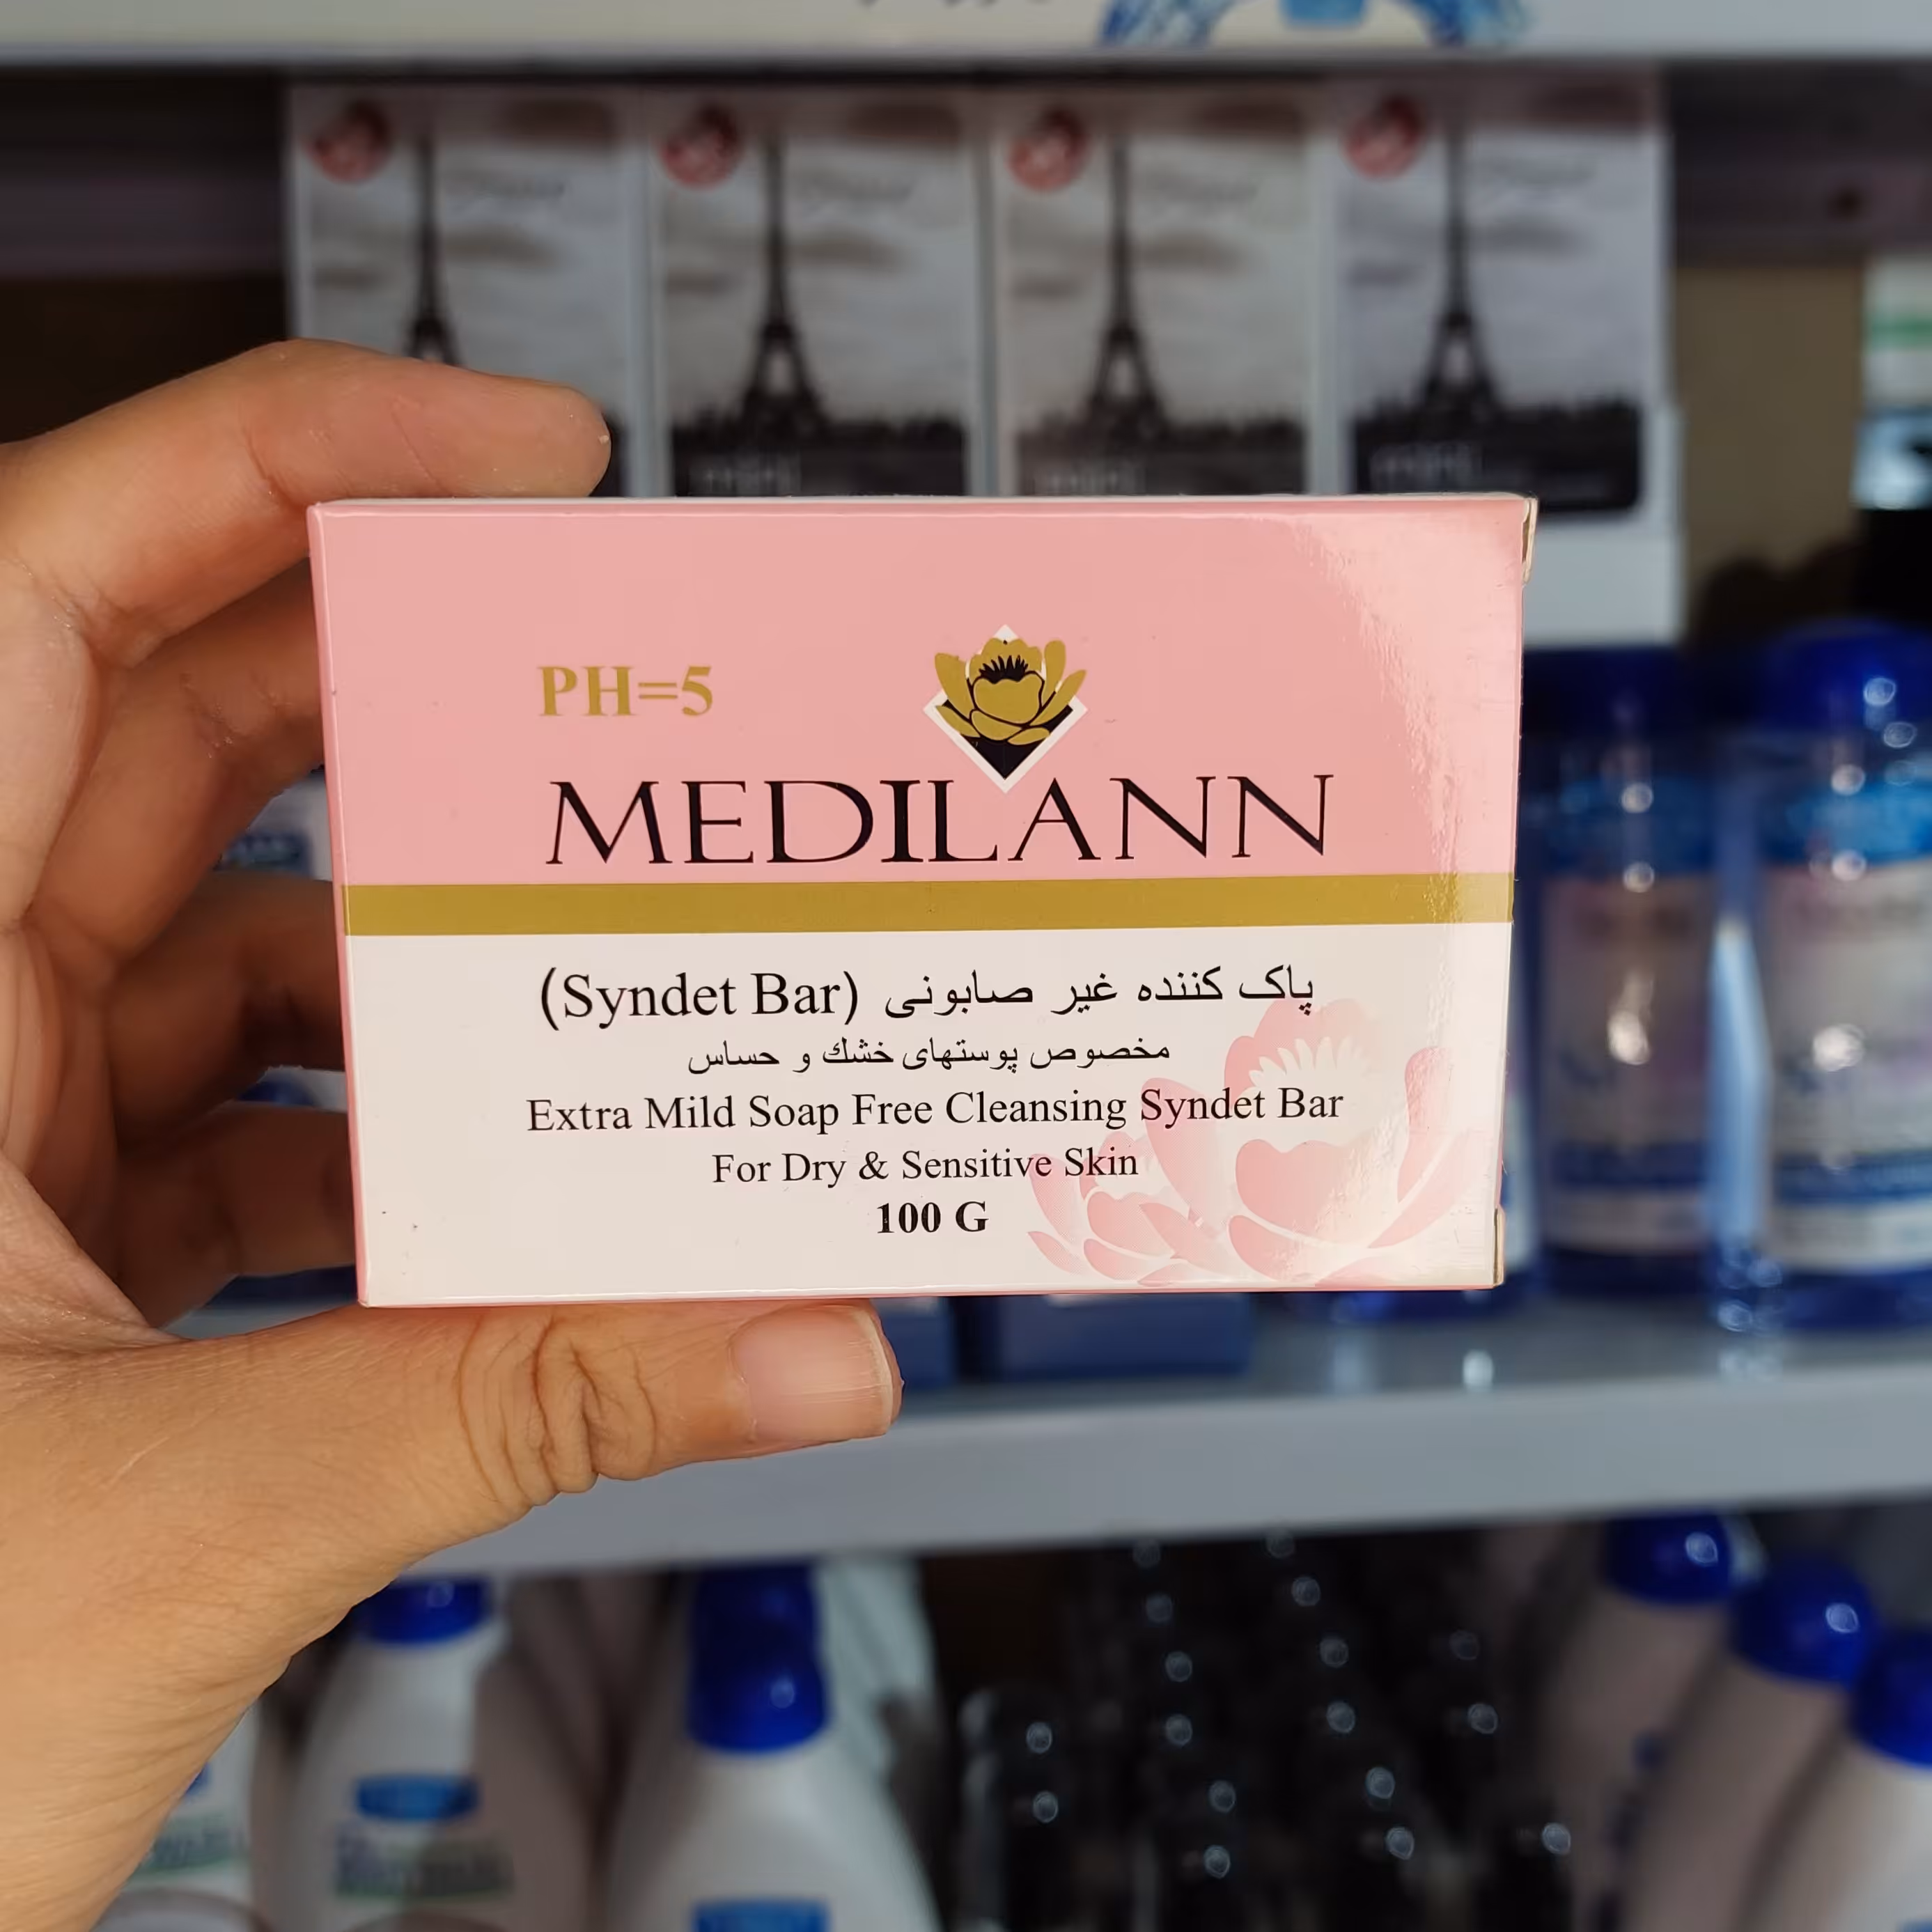 PH=5
MEDILANN
پاک کننده غیر صابونی (Syndet Bar)
مخصوص پوستهای خشك و حساس
Extra Mild Soap Free Cleansing Syndet Bar
For Dry & Sensitive Skin
100 G